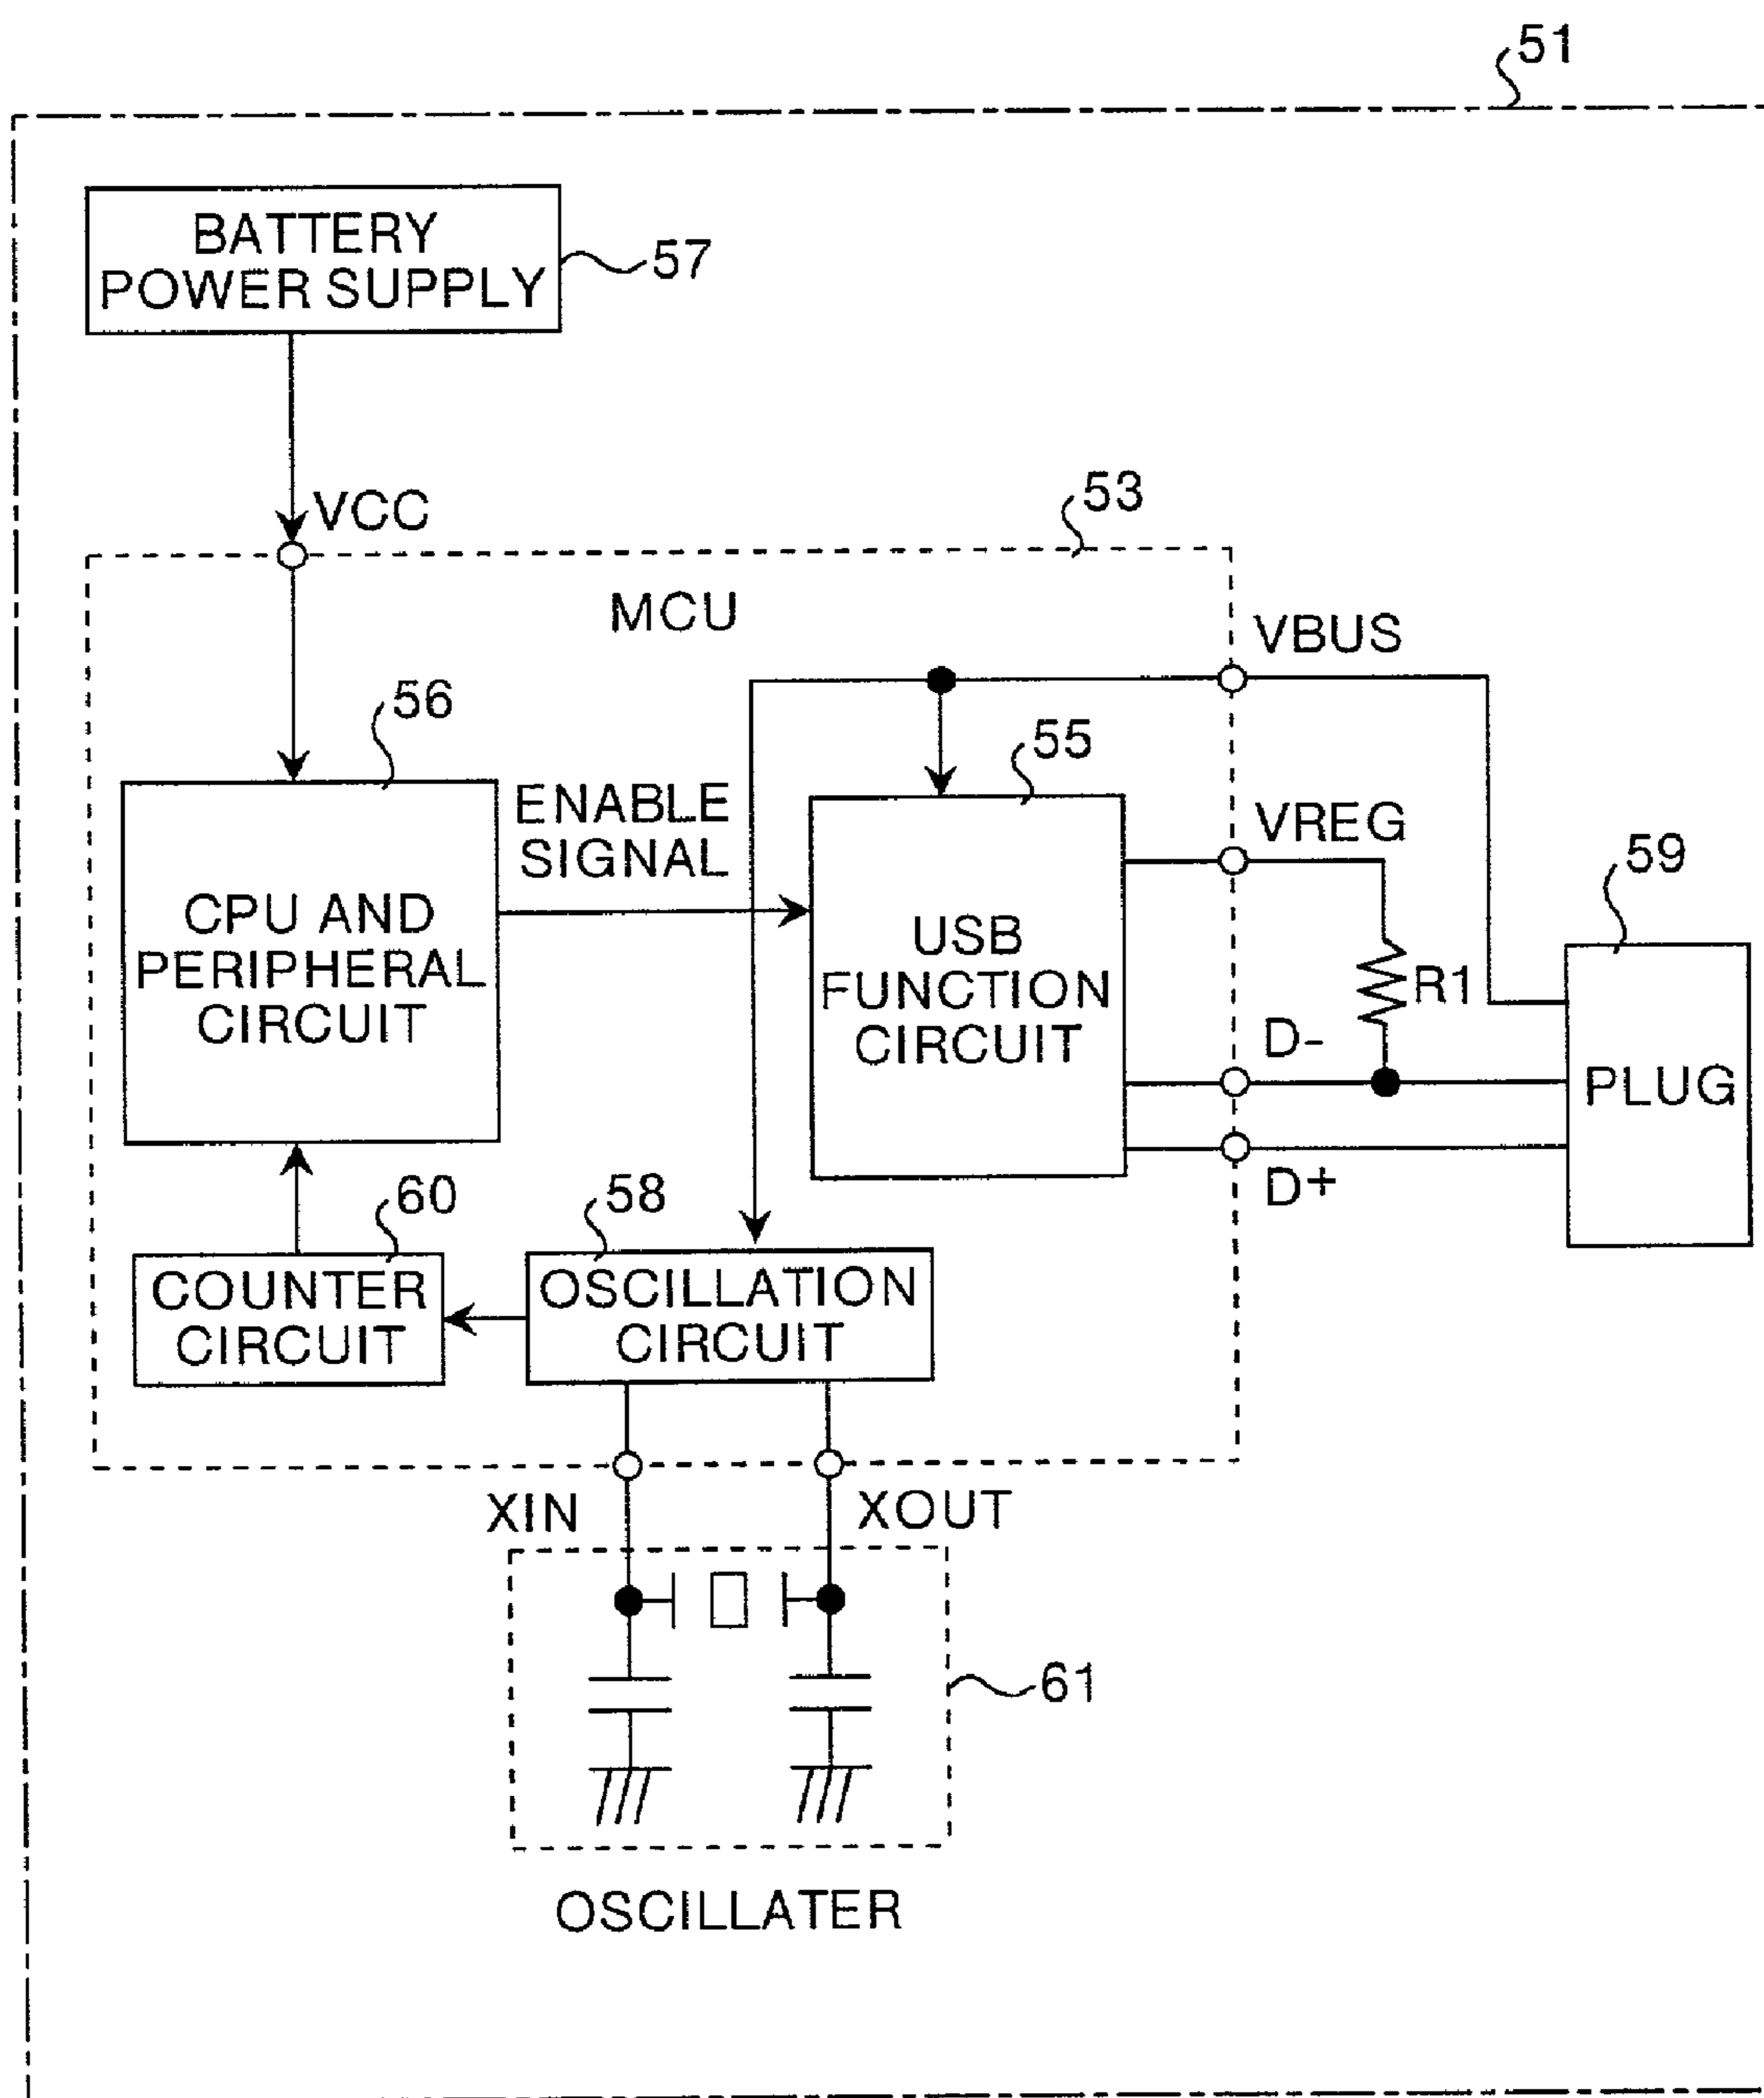 51
BATTERY
POWER SUPPLY
57
VCC
53
MCU
VBUS
56
55
ENABLE
SIGNAL
VREG
59
CPU AND
PERIPHERAL
CIRCUIT
USB
FUNCTION
CIRCUIT
R1
D-
PLUG
D+
60
58
COUNTER
CIRCUIT
OSCILLATION
CIRCUIT
XIN
XOUT
61
OSCILLATER